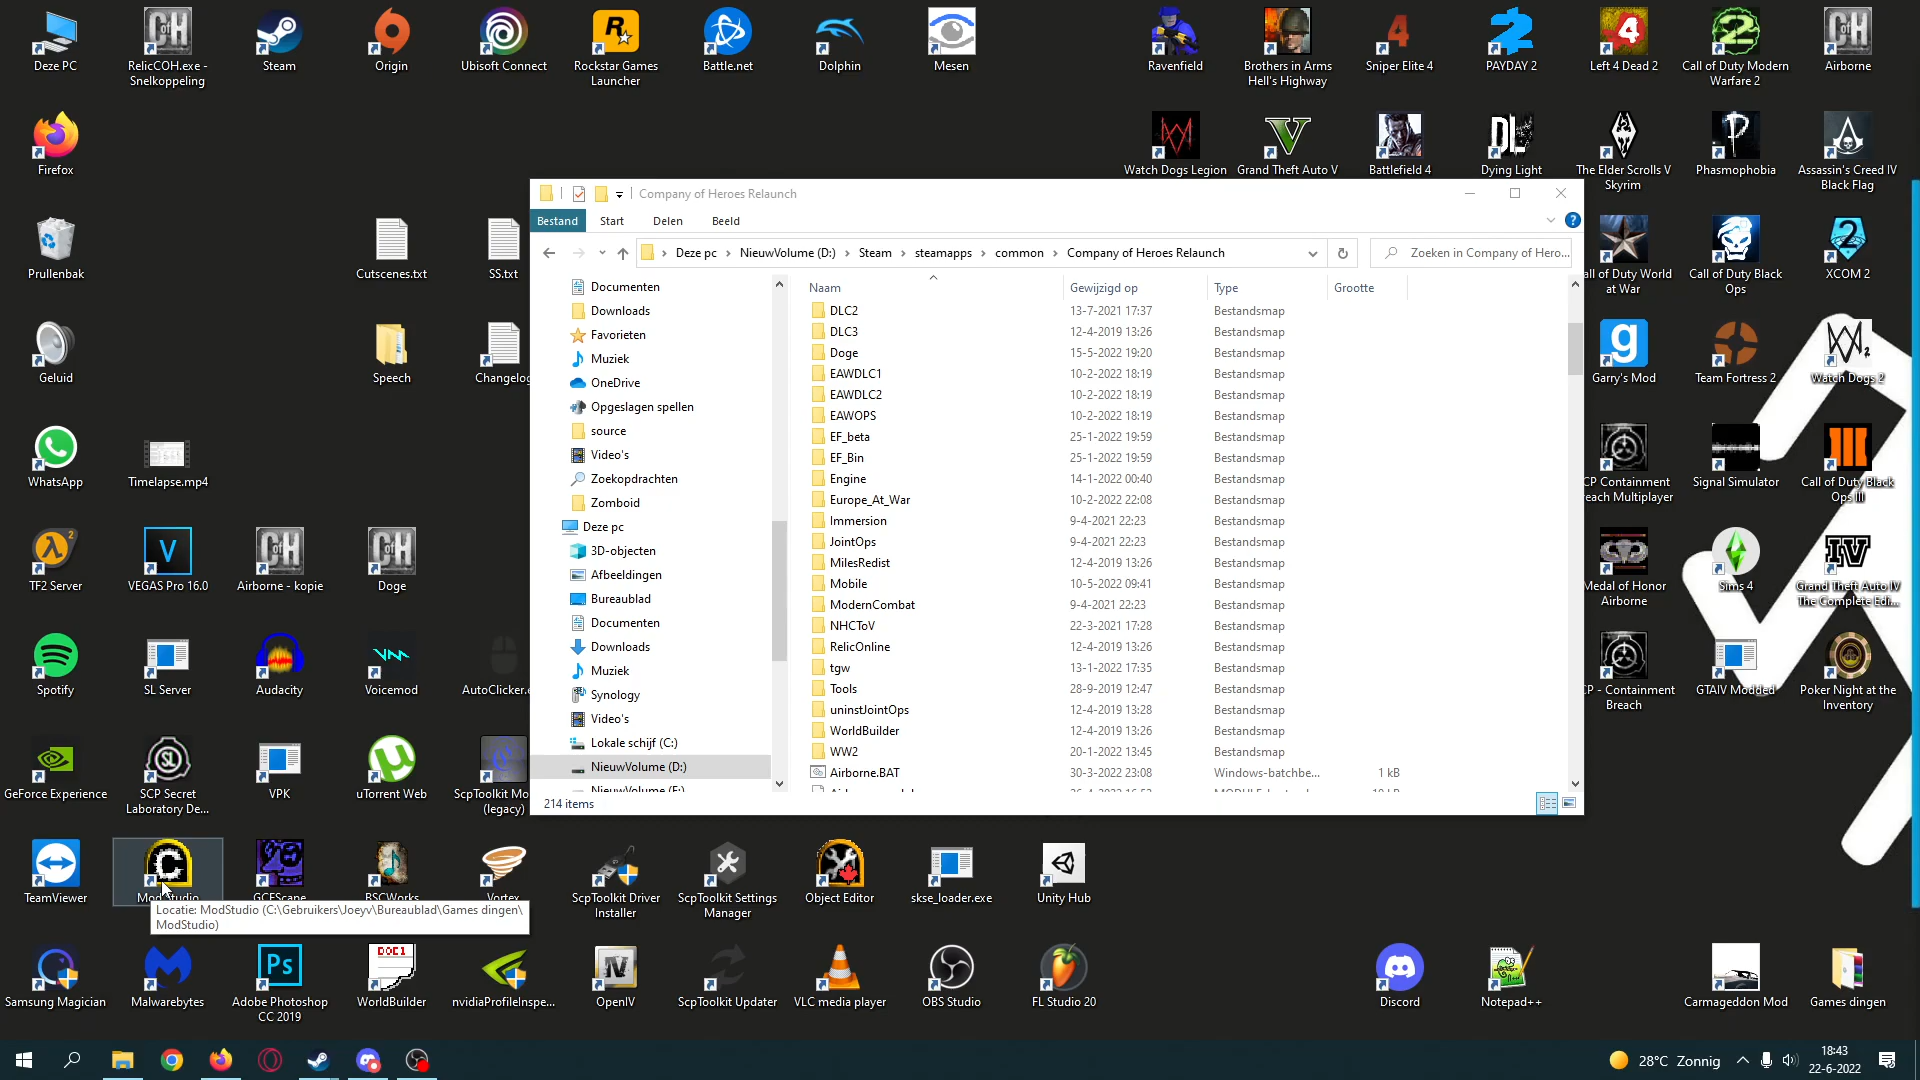 Deze PC
RelicCOH.exe -
Snelkoppeling
Steam
Origin
Ubisoft Connect
Rockstar Games
Launcher
Battle.net
Dolphin
Mesen
Ravenfield
Brothers in Arms
Hell's Highway
Sniper Elite 4
PAYDAY 2
Left 4 Dead 2
Call of Duty Modern
Warfare 2
Airborne
Firefox
Watch Dogs Legion
Grand Theft Auto V
Battlefield 4
Dying Light
The Elder Scrolls V
Skyrim
Phasmophobia
Assassin's Creed IV
Black Flag
Prullenbak
Cutscenes.txt
SS.txt
all of Duty World
at War
Call of Duty Black
Ops
XCOM 2
Geluid
Speech
Changelog
Garry's Mod
Team Fortress 2
Watch Dogs 2
WhatsApp
Timelapse.mp4
CP Containment
reach Multiplayer
Signal Simulator
Call of Duty Black
Ops III
TF2 Server
VEGAS Pro 16.0
Airborne - kopie
Doge
Medal of Honor
Airborne
Sims 4
Grand Theft Auto IV
The Complete Edi...
Spotify
SL Server
Audacity
Voicemod
AutoClicker.e
CP - Containment
Breach
GTAIV Modded
Poker Night at the
Inventory
GeForce Experience
SCP Secret
Laboratory De...
VPK
uTorrent Web
ScpToolkit Mo
(legacy)
Company of Heroes Relaunch
Bestand
Start
Delen
Beeld
Deze pc
NieuwVolume (D:)
Steam
steamapps
common
Company of Heroes Relaunch
Zoeken in Company of Hero...
Documenten
Downloads
Favorieten
Muziek
OneDrive
Opgeslagen spellen
source
Video's
Zoekopdrachten
Zomboid
Deze pc
3D-objecten
Afbeeldingen
Bureaublad
Documenten
Downloads
Muziek
Synology
Video's
Lokale schijf (C:)
NieuwVolume (D:)
NieuwVolume (E:)
Naam Gewijzigd op Type Grootte
DLC2 13-7-2021 17:37 Bestandsmap
DLC3 12-4-2019 13:26 Bestandsmap
Doge 15-5-2022 19:20 Bestandsmap
EAWDLC1 10-2-2022 18:19 Bestandsmap
EAWDLC2 10-2-2022 18:19 Bestandsmap
EAWOPS 10-2-2022 18:19 Bestandsmap
EF_beta 25-1-2022 19:59 Bestandsmap
EF_Bin 25-1-2022 19:59 Bestandsmap
Engine 14-1-2022 00:40 Bestandsmap
Europe_At_War 10-2-2022 22:08 Bestandsmap
Immersion 9-4-2021 22:23 Bestandsmap
JointOps 9-4-2021 22:23 Bestandsmap
MilesRedist 12-4-2019 13:26 Bestandsmap
Mobile 10-5-2022 09:41 Bestandsmap
ModernCombat 9-4-2021 22:23 Bestandsmap
NHCToV 22-3-2021 17:28 Bestandsmap
RelicOnline 12-4-2019 13:26 Bestandsmap
tgw 13-1-2022 17:35 Bestandsmap
Tools 28-9-2019 12:47 Bestandsmap
uninstJointOps 12-4-2019 13:28 Bestandsmap
WorldBuilder 12-4-2019 13:26 Bestandsmap
WW2 20-1-2022 13:45 Bestandsmap
Airborne.BAT 30-3-2022 23:08 Windows-batchbe... 1 kB
214 items
TeamViewer
ModStudio
GCFScape
BSCWorks
Vortex
ScpToolkit Driver
Installer
ScpToolkit Settings
Manager
Object Editor
skse_loader.exe
Unity Hub
Locatie: ModStudio (C:\Gebruikers\Joeyv\Bureaublad\Games dingen\
ModStudio)
Samsung Magician
Malwarebytes
Adobe Photoshop
CC 2019
WorldBuilder
nvidiaProfileInspe...
OpenIV
ScpToolkit Updater
VLC media player
OBS Studio
FL Studio 20
Discord
Notepad++
Carmageddon Mod
Games dingen
28°C Zonnig
18:43
22-6-2022